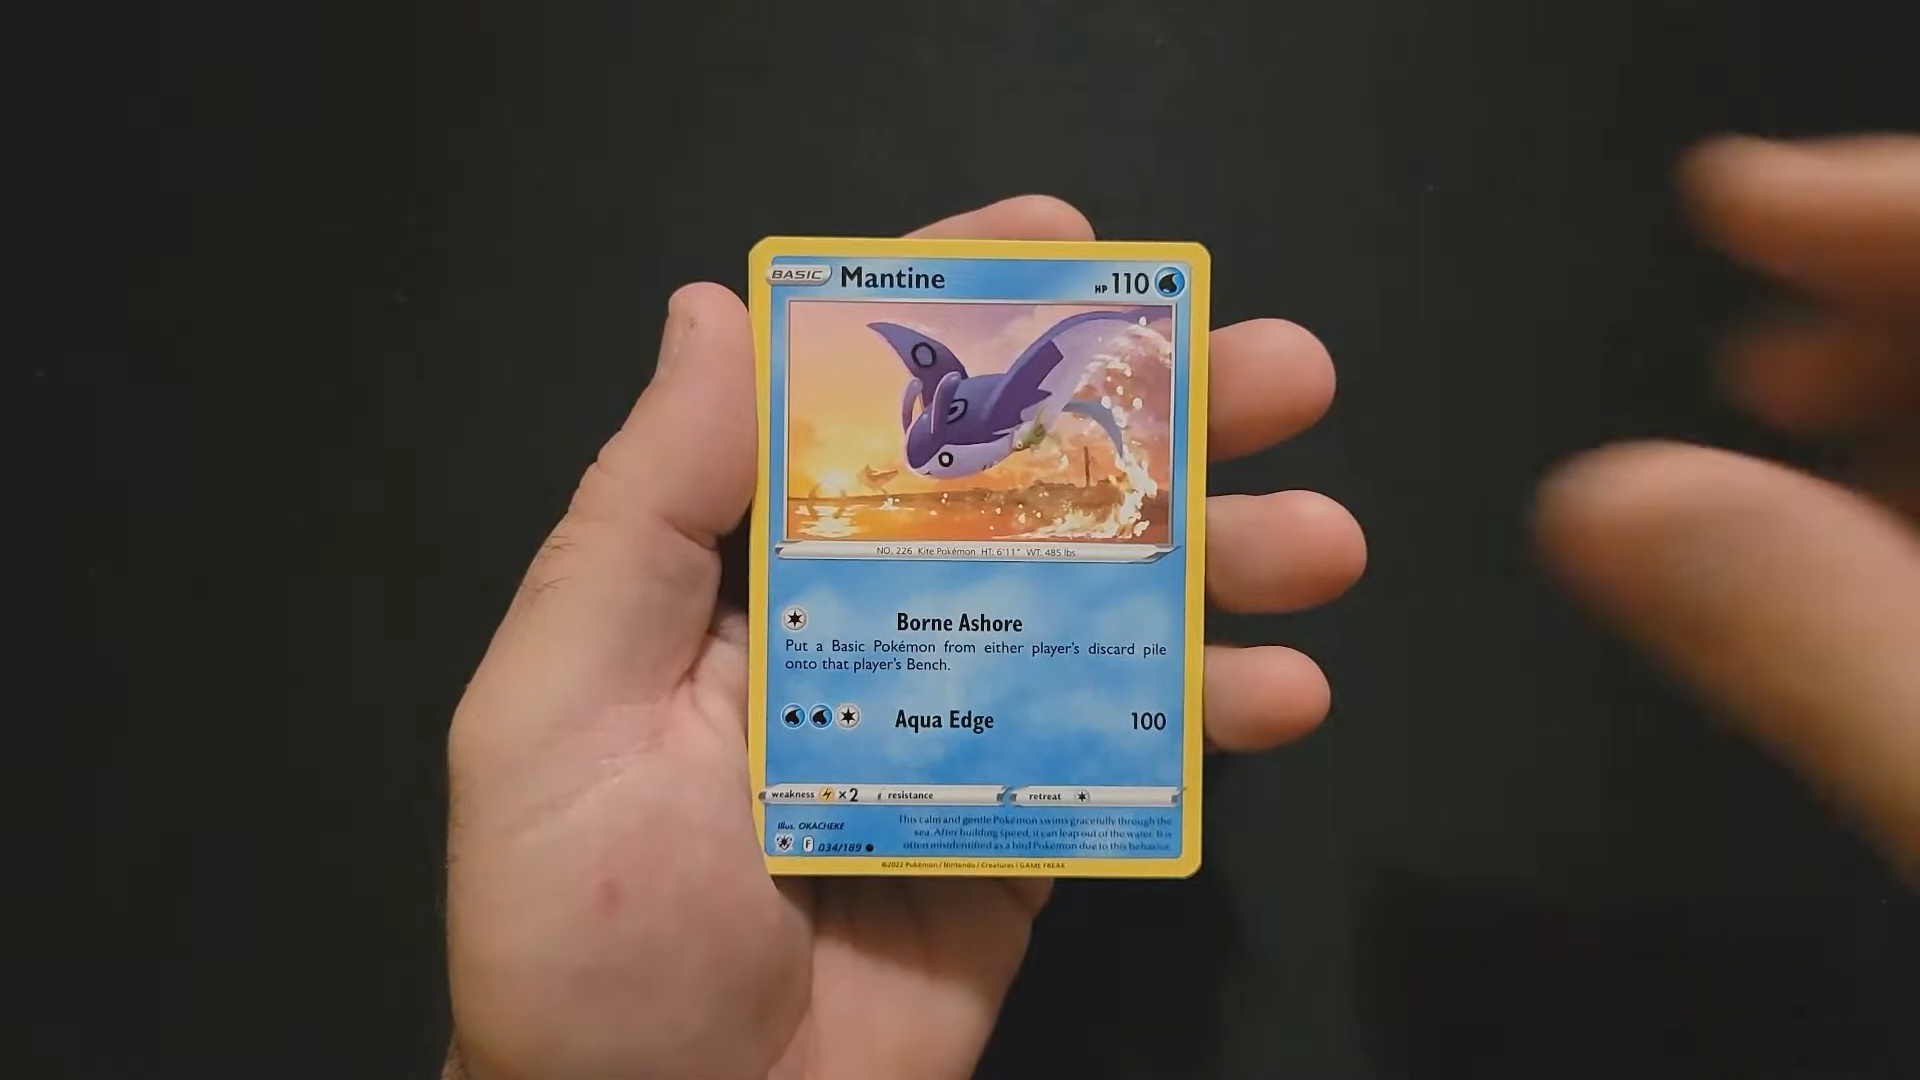 BASIC Mantine HP 110
NO. 226 Kite Pokémon HT: 6'11" WT: 485 lbs.
Borne Ashore
Put a Basic Pokémon from either player's discard pile
onto that player's Bench.
Aqua Edge 100
weakness ×2 resistance retreat
Illus. OKACHEKE
This calm and gentle Pokémon swims gracefully through the
sea. After building speed, it can leap out of the water. It is
often misidentified as a bird Pokémon due to this behavior.
F 034/189
©2022 Pokémon / Nintendo / Creatures / GAME FREAK